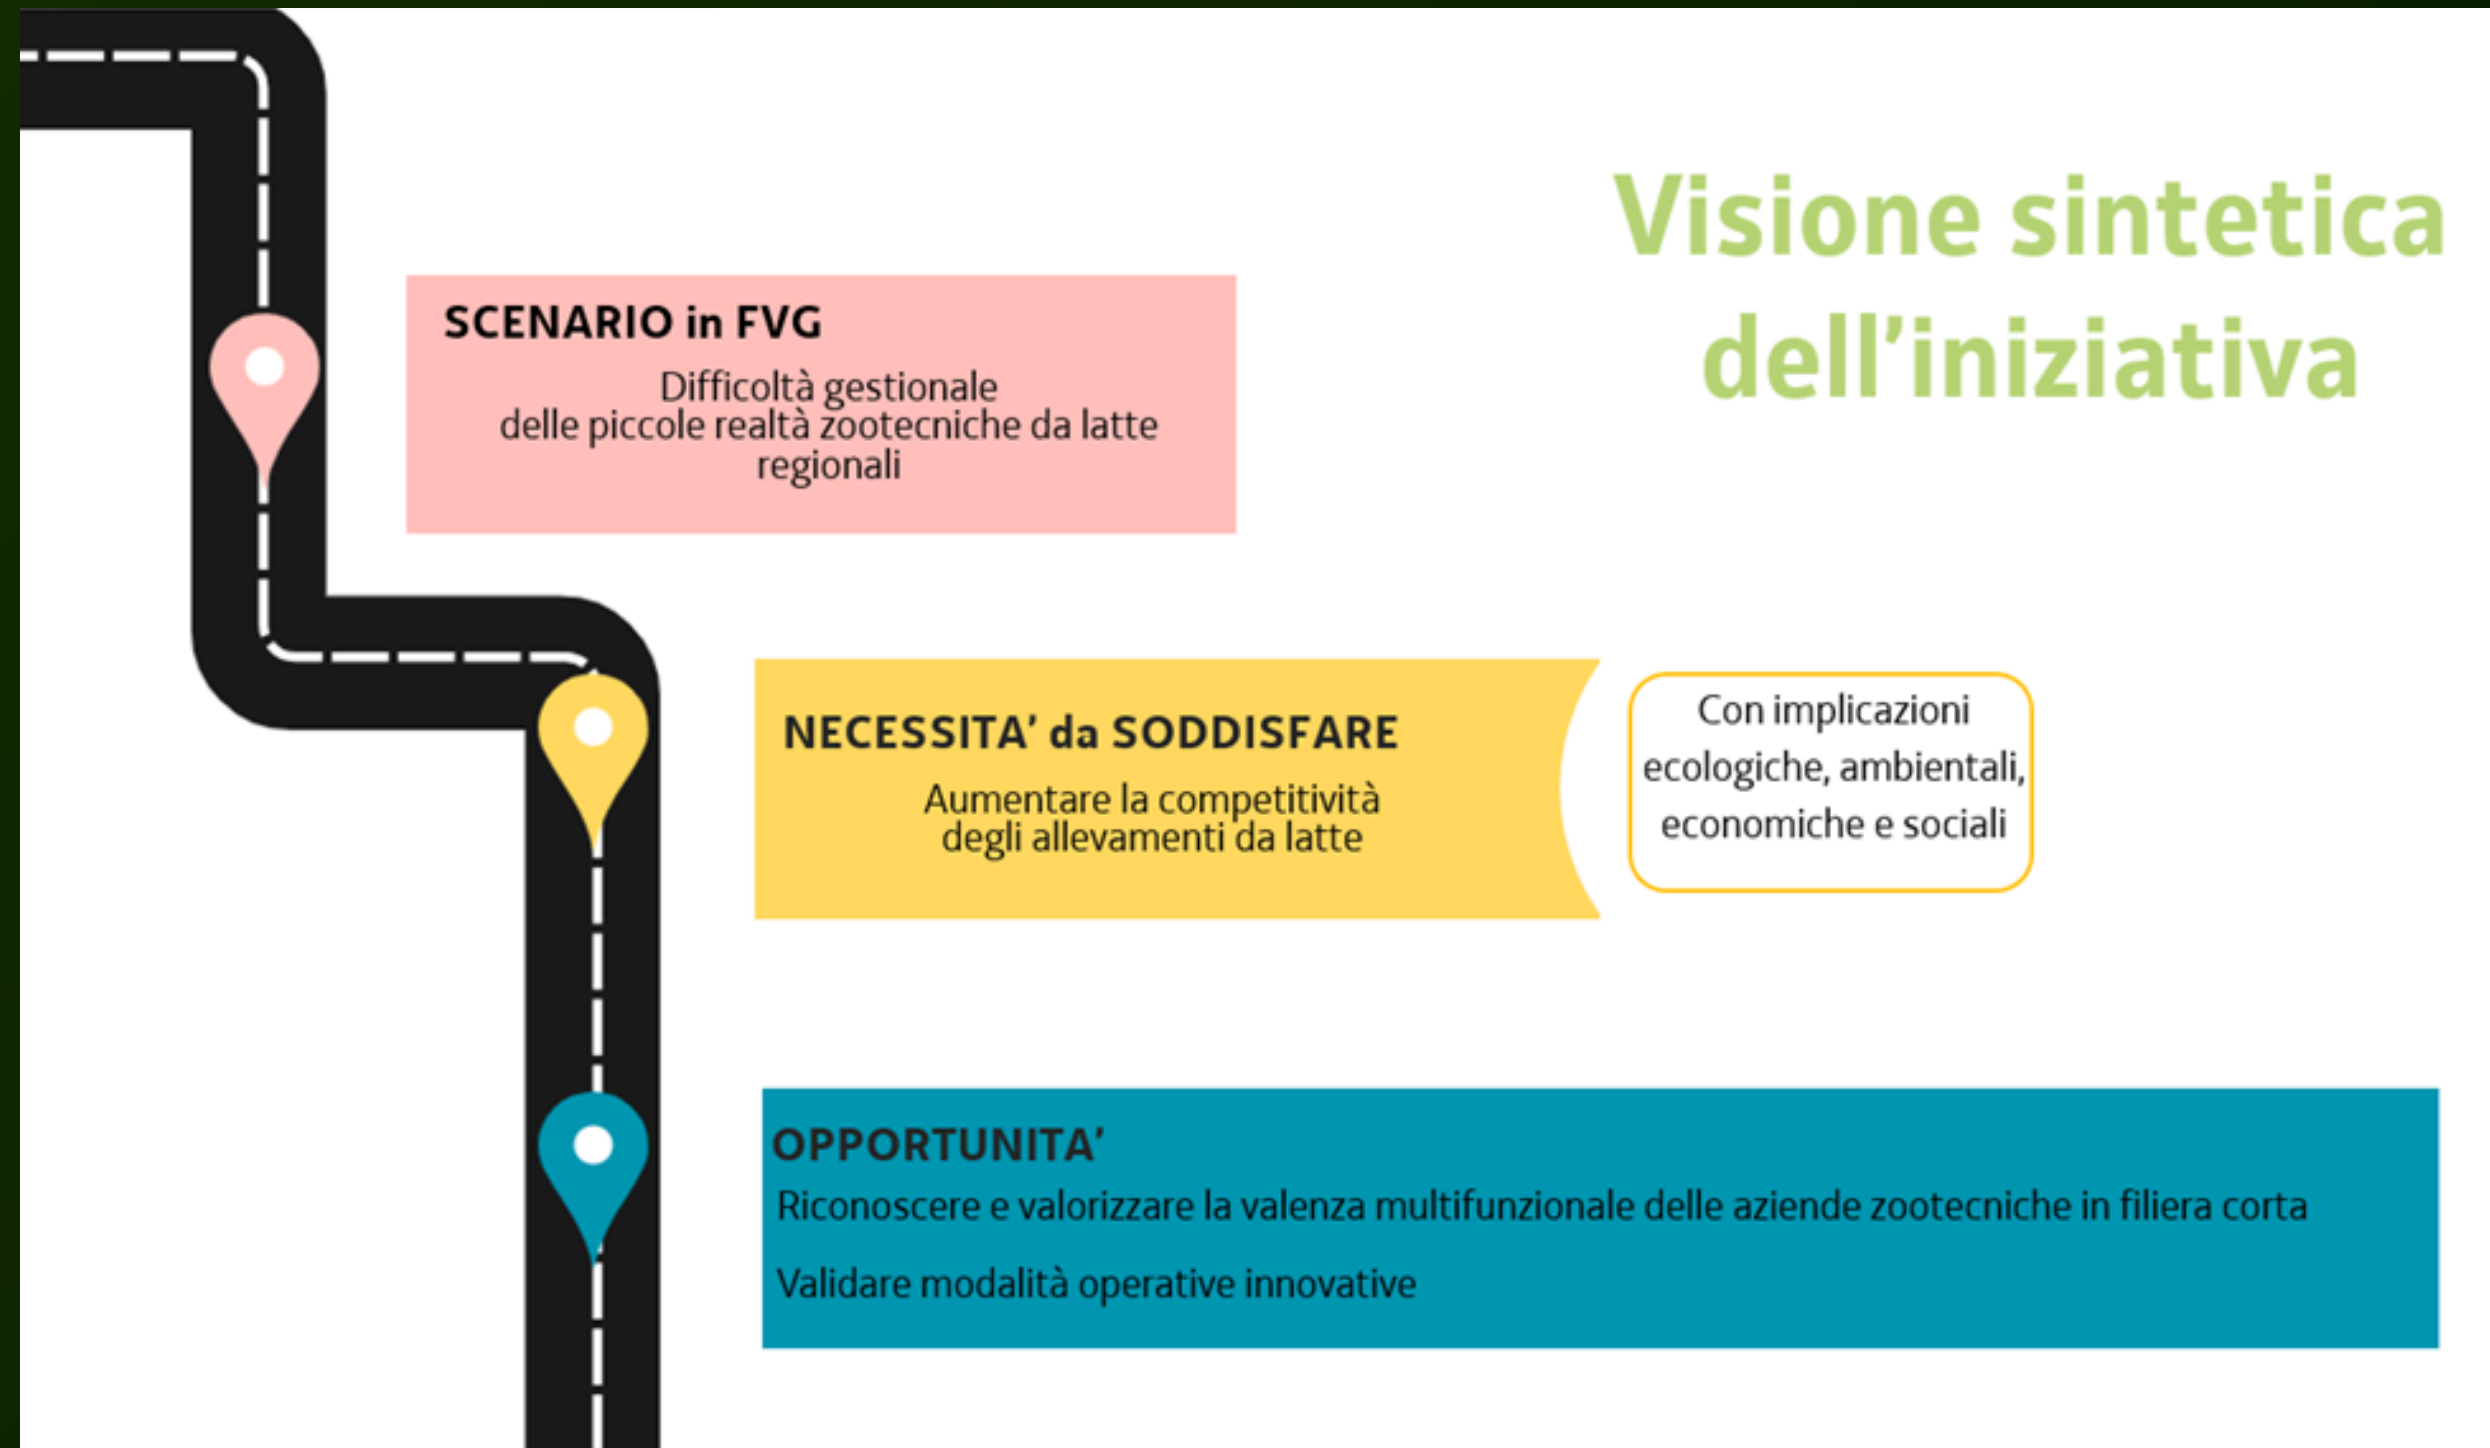 Visione sintetica
dell’iniziativa
SCENARIO in FVG
Difficoltà gestionale
delle piccole realtà zootecniche da latte
regionali
NECESSITA’ da SODDISFARE
Aumentare la competitività
degli allevamenti da latte
Con implicazioni
ecologiche, ambientali,
economiche e sociali
OPPORTUNITA’
Riconoscere e valorizzare la valenza multifunzionale delle aziende zootecniche in filiera corta
Validare modalità operative innovative